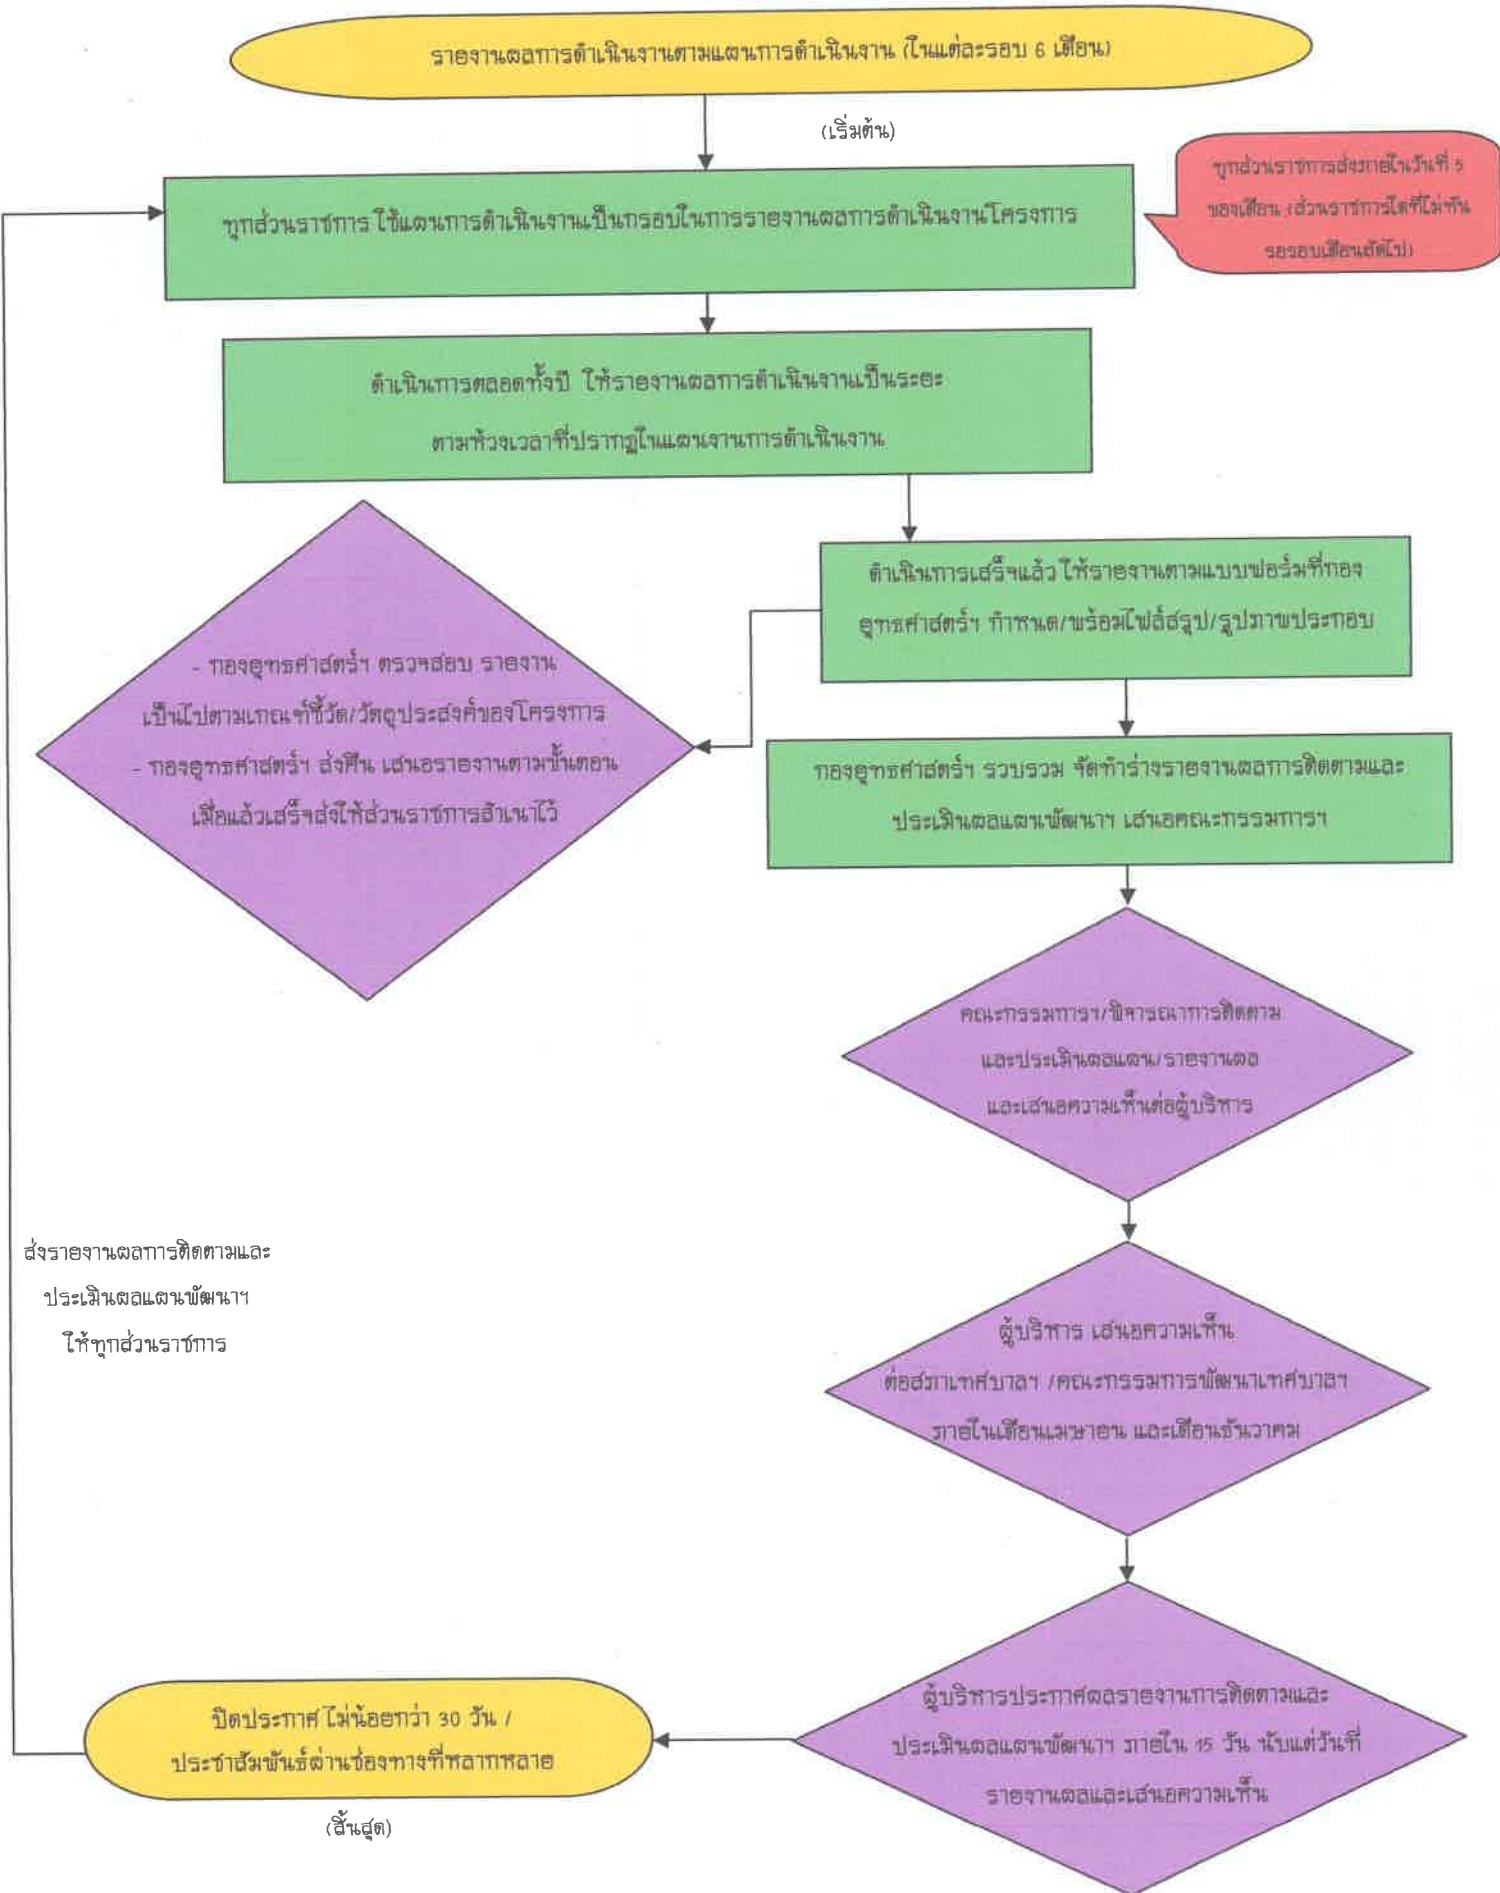 รายงานผลการดำเนินงานตามแผนการดำเนินงาน (ในแต่ละรอบ 6 เดือน)
(เริ่มต้น)
ทุกส่วนราชการส่งภายในวันที่ 5
ของเดือน (ส่วนราชการใดที่ไม่ทัน
รอรอบเดือนถัดไป)
ทุกส่วนราชการ ใช้แผนการดำเนินงานเป็นกรอบในการรายงานผลการดำเนินงานโครงการ
ดำเนินการตลอดทั้งปี ให้รายงานผลการดำเนินงานเป็นระยะ
ตามห้วงเวลาที่ปรากฏในแผนงานการดำเนินงาน
ดำเนินการเสร็จแล้ว ให้รายงานตามแบบฟอร์มที่กอง
ยุทธศาสตร์ฯ กำหนด/พร้อมไฟล์สรุป/รูปภาพประกอบ
- กองยุทธศาสตร์ฯ ตรวจสอบ รายงาน
เป็นไปตามเกณฑ์ชี้วัด/วัตถุประสงค์ของโครงการ
- กองยุทธศาสตร์ฯ ส่งคืน เสนอรายงานตามขั้นตอน
เมื่อแล้วเสร็จส่งให้ส่วนราชการสำเนาไว้
กองยุทธศาสตร์ฯ รวบรวม จัดทำร่างรายงานผลการติดตามและ
ประเมินผลแผนพัฒนาฯ เสนอคณะกรรมการฯ
คณะกรรมการฯ/พิจารณาการติดตาม
และประเมินผลแผน/รายงานผล
และเสนอความเห็นต่อผู้บริหาร
ส่งรายงานผลการติดตามและ
ประเมินผลแผนพัฒนาฯ
ให้ทุกส่วนราชการ
ผู้บริหาร เสนอความเห็น
ต่อสภาเทศบาลฯ /คณะกรรมการพัฒนาเทศบาลฯ
ภายในเดือนเมษายน และเดือนธันวาคม
ผู้บริหารประกาศผลรายงานการติดตามและ
ประเมินผลแผนพัฒนาฯ ภายใน 15 วัน นับแต่วันที่
รายงานผลและเสนอความเห็น
ปิดประกาศ ไม่น้อยกว่า 30 วัน /
ประชาสัมพันธ์ผ่านช่องทางที่หลากหลาย
(สิ้นสุด)